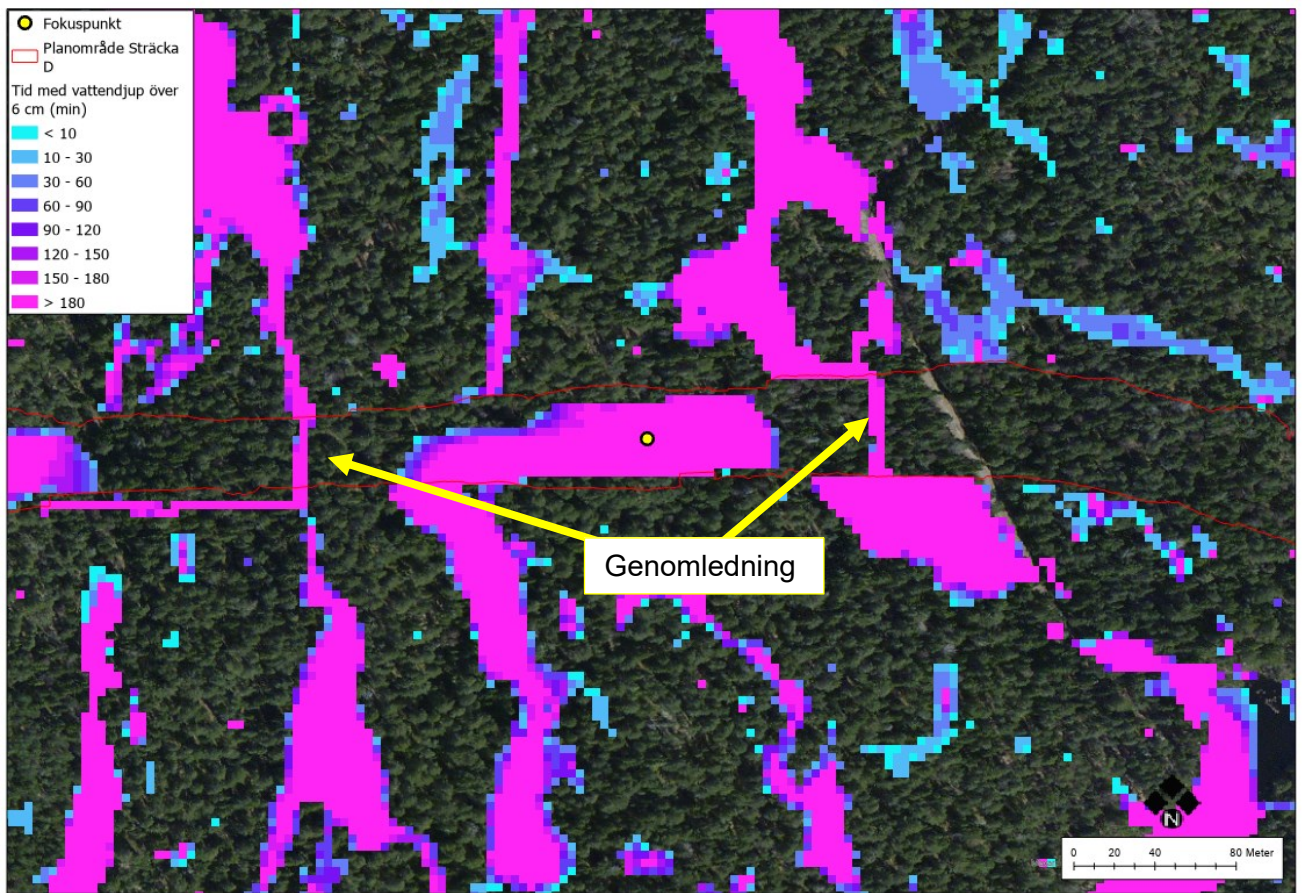 Fokuspunkt
Planområde Sträcka
D
Tid med vattendjup över
6 cm (min)
< 10
10 - 30
30 - 60
60 - 90
90 - 120
120 - 150
150 - 180
> 180
Genomledning
N
0 20 40 80 Meter